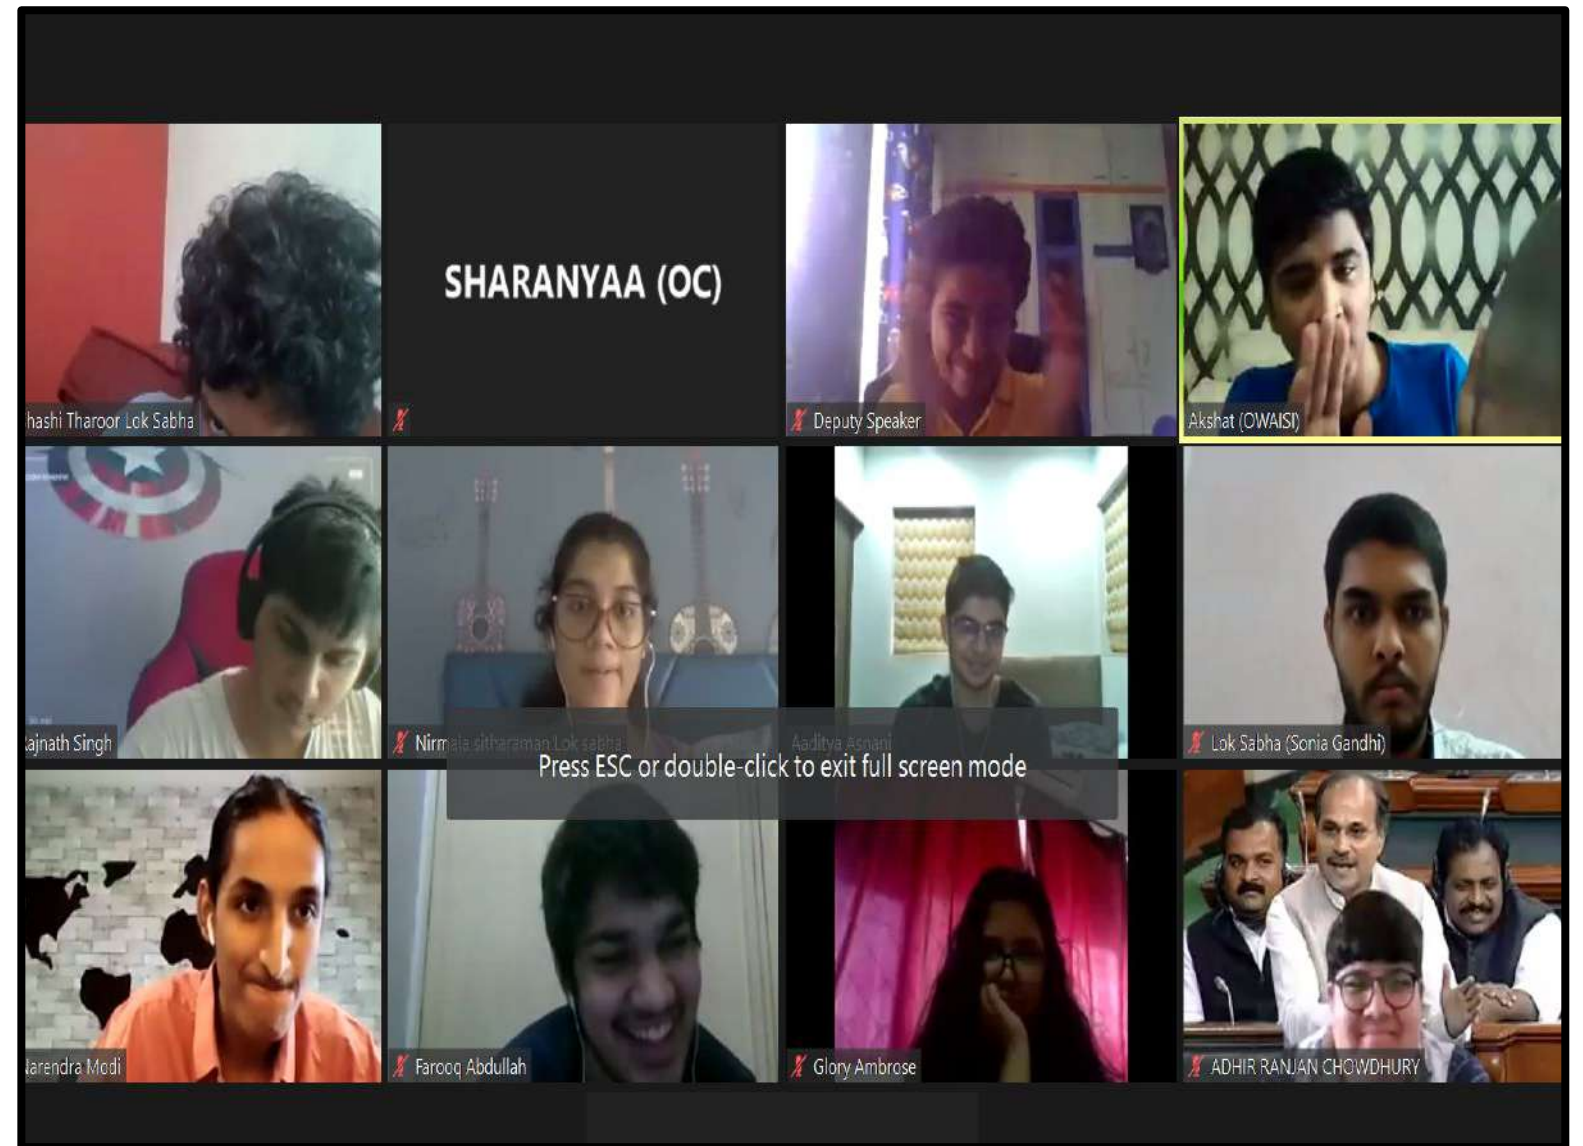 SHARANYAA (OC)
hashi Tharoor Lok Sabha
Deputy Speaker
Akshat (OWAISI)
ajnath Singh
Nirmala sitharaman Lok sabha
Aaditya Asnani
Lok Sabha (Sonia Gandhi)
Press ESC or double-click to exit full screen mode
Narendra Modi
Farooq Abdullah
Glory Ambrose
ADHIR RANJAN CHOWDHURY